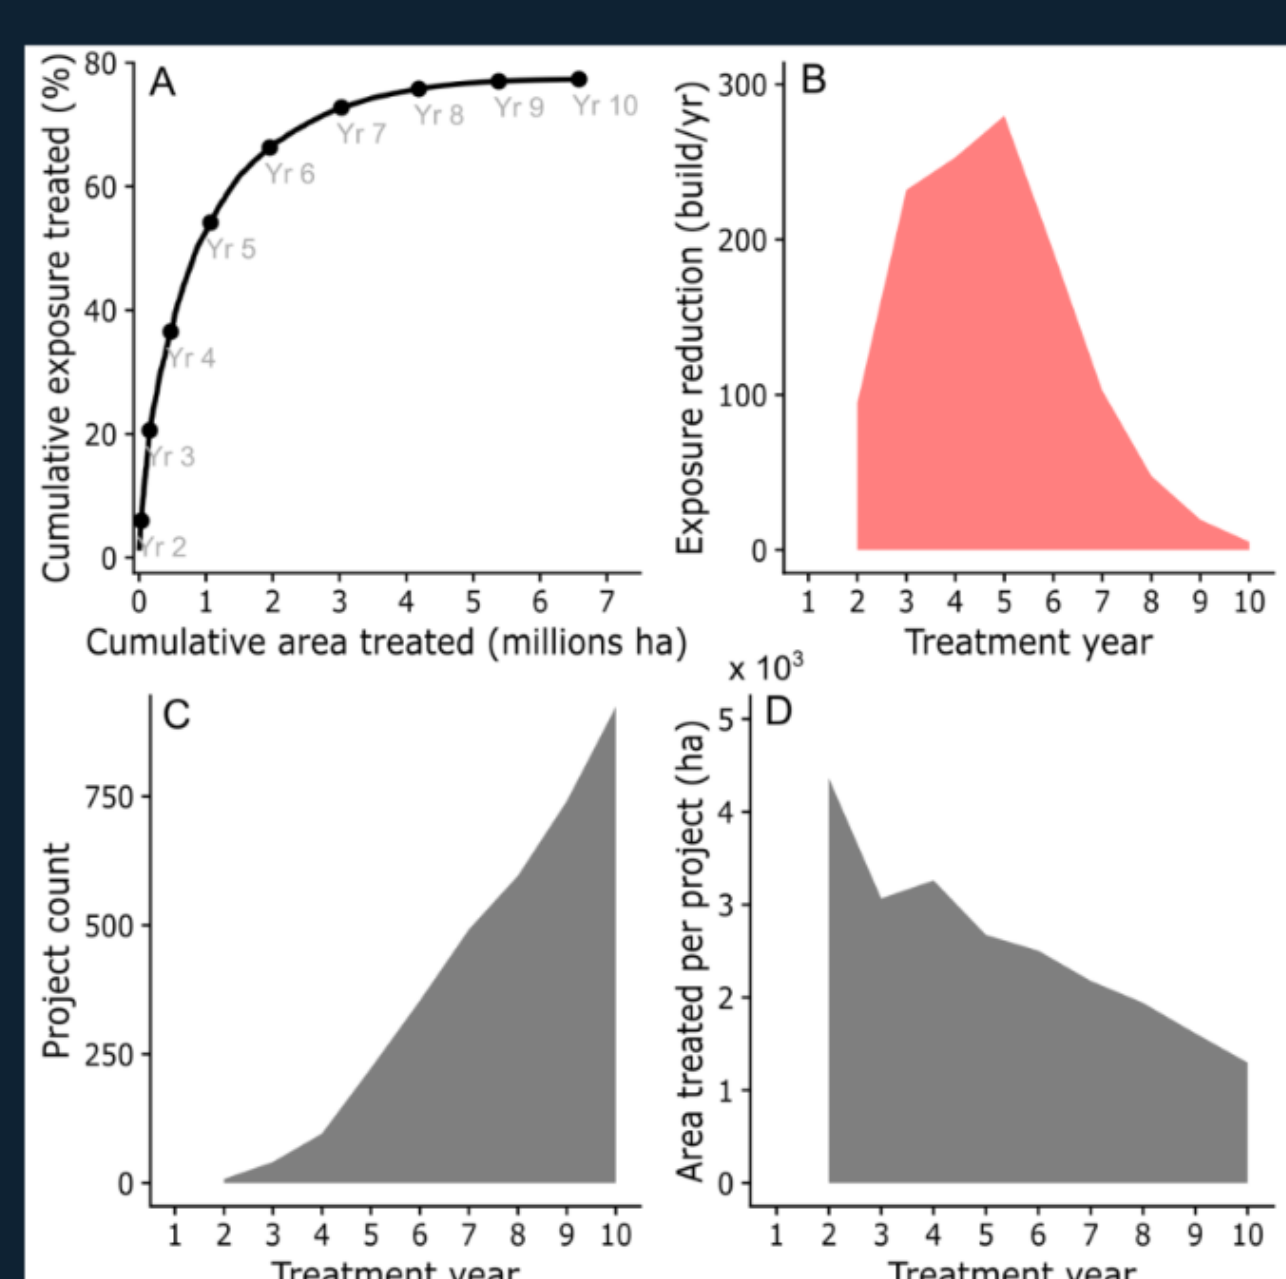 A
Cumulative exposure treated (%)
80
60
40
20
0
Yr 2
Yr 3
Yr 4
Yr 5
Yr 6
Yr 7
Yr 8
Yr 9
Yr 10
0 1 2 3 4 5 6 7
Cumulative area treated (millions ha)
B
Exposure reduction (build/yr)
300
200
100
0
1 2 3 4 5 6 7 8 9 10
Treatment year
C
Project count
750
500
250
0
1 2 3 4 5 6 7 8 9 10
Treatment year
x 10³
D
Area treated per project (ha)
5
4
3
2
1
0
1 2 3 4 5 6 7 8 9 10
Treatment year